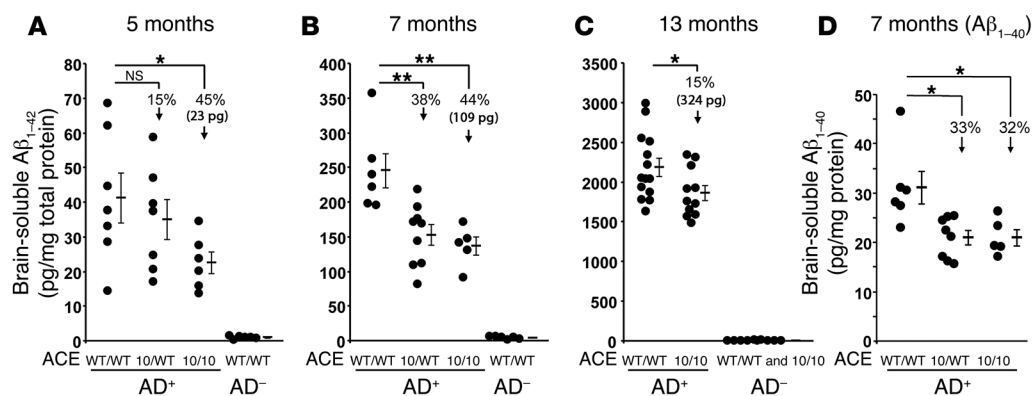 A 5 months
Brain-soluble Aβ1–42
(pg/mg total protein)
80
70
60
50
40
30
20
10
0
*
NS
15%
45%
(23 pg)
ACE WT/WT 10/WT 10/10 WT/WT
AD+ AD–
B 7 months
400
350
300
250
200
150
100
50
0
**
**
38%
44%
(109 pg)
ACE WT/WT 10/WT 10/10 WT/WT
AD+ AD–
C 13 months
3500
3000
2500
2000
1500
1000
500
0
*
15%
(324 pg)
ACE WT/WT 10/10 WT/WT and 10/10
AD+ AD–
D 7 months (Aβ1–40)
Brain-soluble Aβ1–40
(pg/mg protein)
50
40
30
20
10
0
*
*
33%
32%
ACE WT/WT 10/WT 10/10
AD+